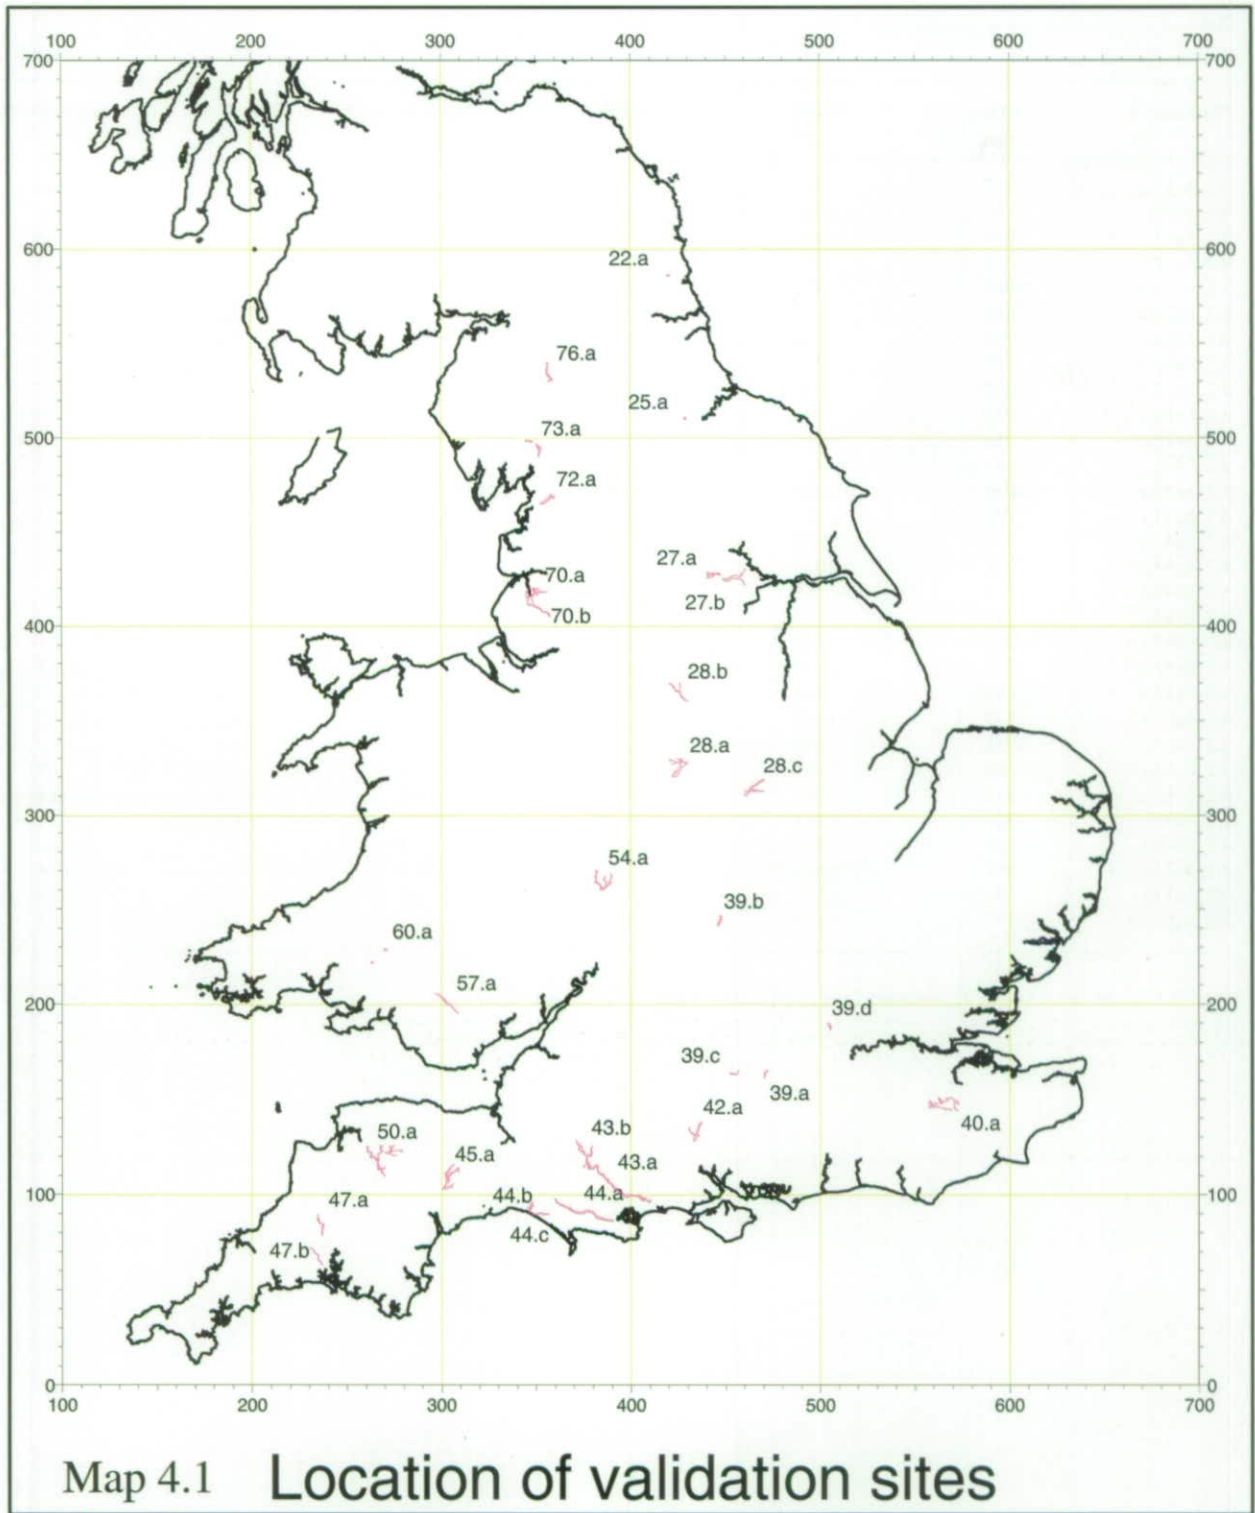 100 200 300 400 500 600 700
700 700
600 600
22.a
76.a
25.a
500 500
73.a
72.a
27.a
70.a
27.b
70.b
400 400
28.b
28.a
28.c
300 300
54.a
39.b
60.a
57.a
200 200
39.d
39.c
39.a
42.a
40.a
43.b
50.a
45.a
43.a
100 100
47.a
44.b
44.a
44.c
47.b
0 0
100 200 300 400 500 600 700
Map 4.1 Location of validation sites